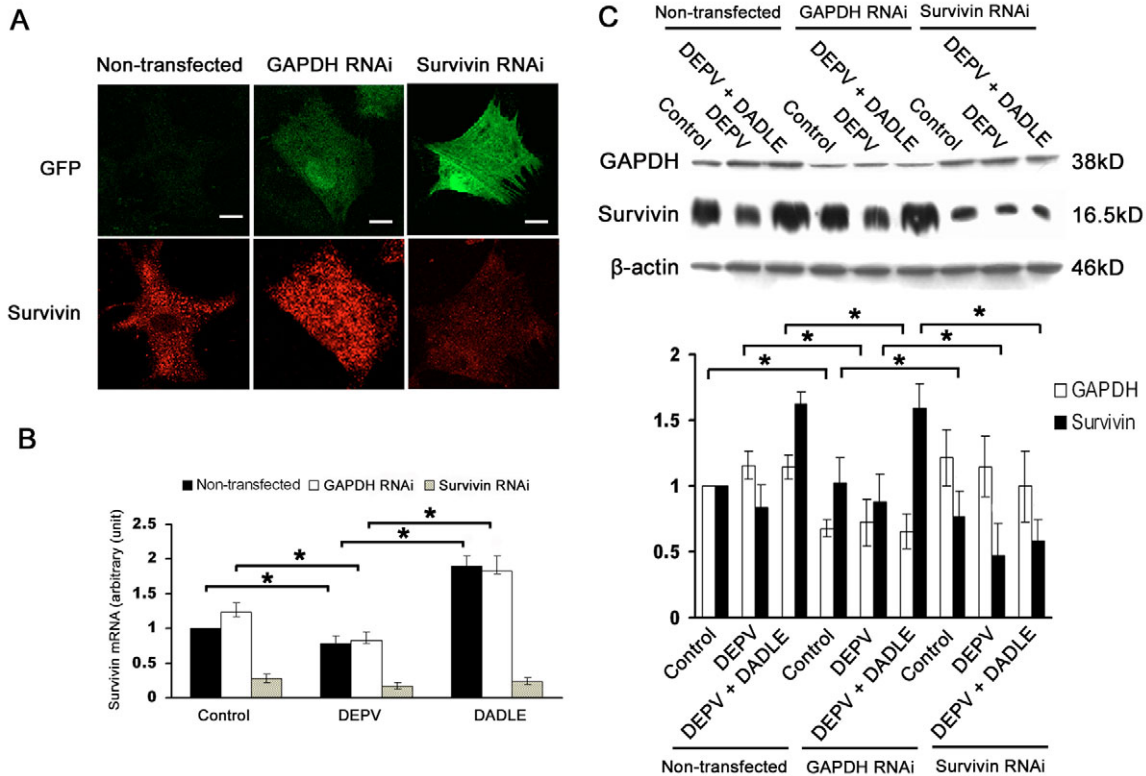 A
Non-transfected GAPDH RNAi Survivin RNAi
GFP
Survivin
B
Non-transfected GAPDH RNAi Survivin RNAi
Survivin mRNA (arbitrary (unit)
2.5
2
1.5
1
0.5
0
* * * *
Control DEPV DADLE
C
Non-transfected GAPDH RNAi Survivin RNAi
Control DEPV DEPV + DADLE Control DEPV DEPV + DADLE Control DEPV DEPV + DADLE
GAPDH 38kD
Survivin 16.5kD
β-actin 46kD
* *
* *
* *
2
1.5
1
0.5
0
GAPDH
Survivin
Control DEPV DEPV + DADLE Control DEPV DEPV + DADLE Control DEPV DEPV + DADLE
Non-transfected GAPDH RNAi Survivin RNAi